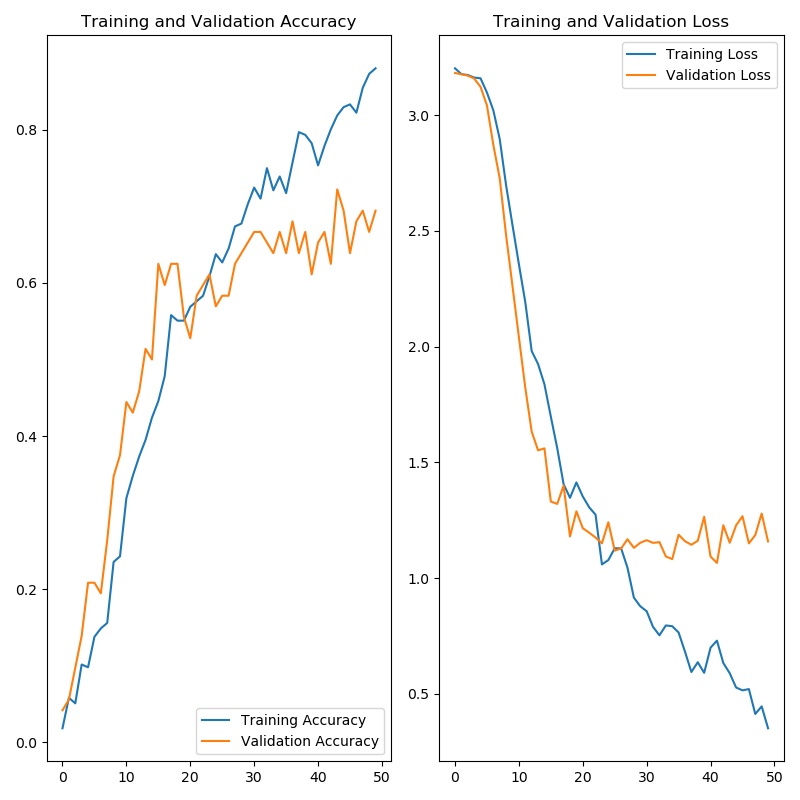 Training and Validation Accuracy
0.8
0.6
0.4
0.2
0.0
0 10 20 30 40 50
Training Accuracy
Validation Accuracy
Training and Validation Loss
Training Loss
Validation Loss
3.0
2.5
2.0
1.5
1.0
0.5
0 10 20 30 40 50